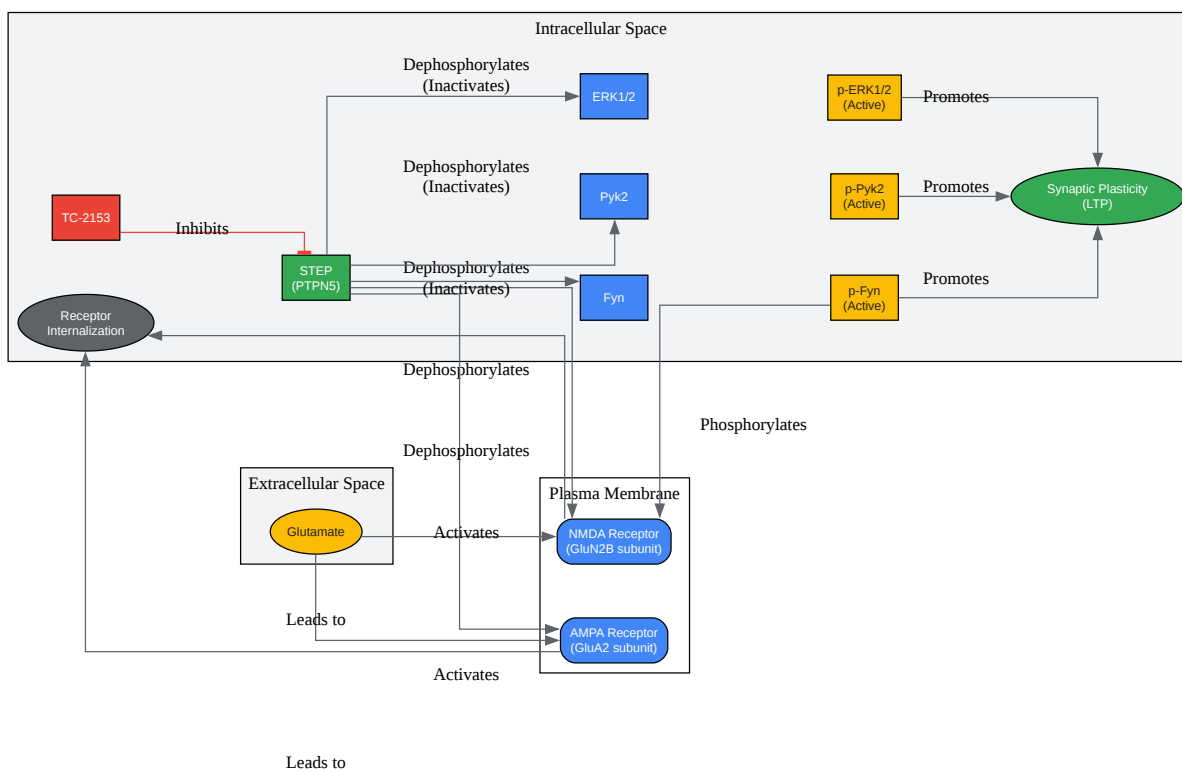 Intracellular Space
Dephosphorylates
(Inactivates)
ERK1/2
p-ERK1/2
(Active)
Promotes
Dephosphorylates
(Inactivates)
Pyk2
p-Pyk2
(Active)
Promotes
Synaptic Plasticity
(LTP)
TC-2153
Inhibits
STEP
(PTPN5)
Dephosphorylates
(Inactivates)
Fyn
p-Fyn
(Active)
Promotes
Receptor
Internalization
Dephosphorylates
Phosphorylates
Dephosphorylates
Extracellular Space
Glutamate
Activates
Plasma Membrane
NMDA Receptor
(GluN2B subunit)
Leads to
AMPA Receptor
(GluA2 subunit)
Activates
Leads to